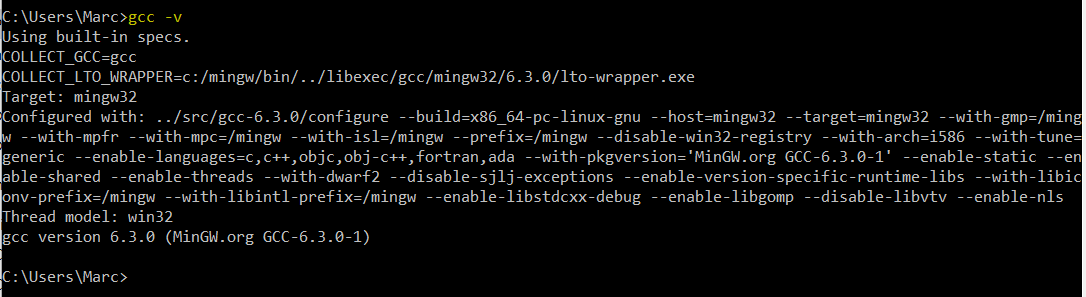 C:\Users\Marc>gcc -v
Using built-in specs.
COLLECT_GCC=gcc
COLLECT_LTO_WRAPPER=c:/mingw/bin/../libexec/gcc/mingw32/6.3.0/lto-wrapper.exe
Target: mingw32
Configured with: ../src/gcc-6.3.0/configure --build=x86_64-pc-linux-gnu --host=mingw32 --target=mingw32 --with-gmp=/ming
w --with-mpfr --with-mpc=/mingw --with-isl=/mingw --prefix=/mingw --disable-win32-registry --with-arch=i586 --with-tune=
generic --enable-languages=c,c++,objc,obj-c++,fortran,ada --with-pkgversion='MinGW.org GCC-6.3.0-1' --enable-static --en
able-shared --enable-threads --with-dwarf2 --disable-sjlj-exceptions --enable-version-specific-runtime-libs --with-libic
onv-prefix=/mingw --with-libintl-prefix=/mingw --enable-libstdcxx-debug --enable-libgomp --disable-libvtv --enable-nls
Thread model: win32
gcc version 6.3.0 (MinGW.org GCC-6.3.0-1)
C:\Users\Marc>